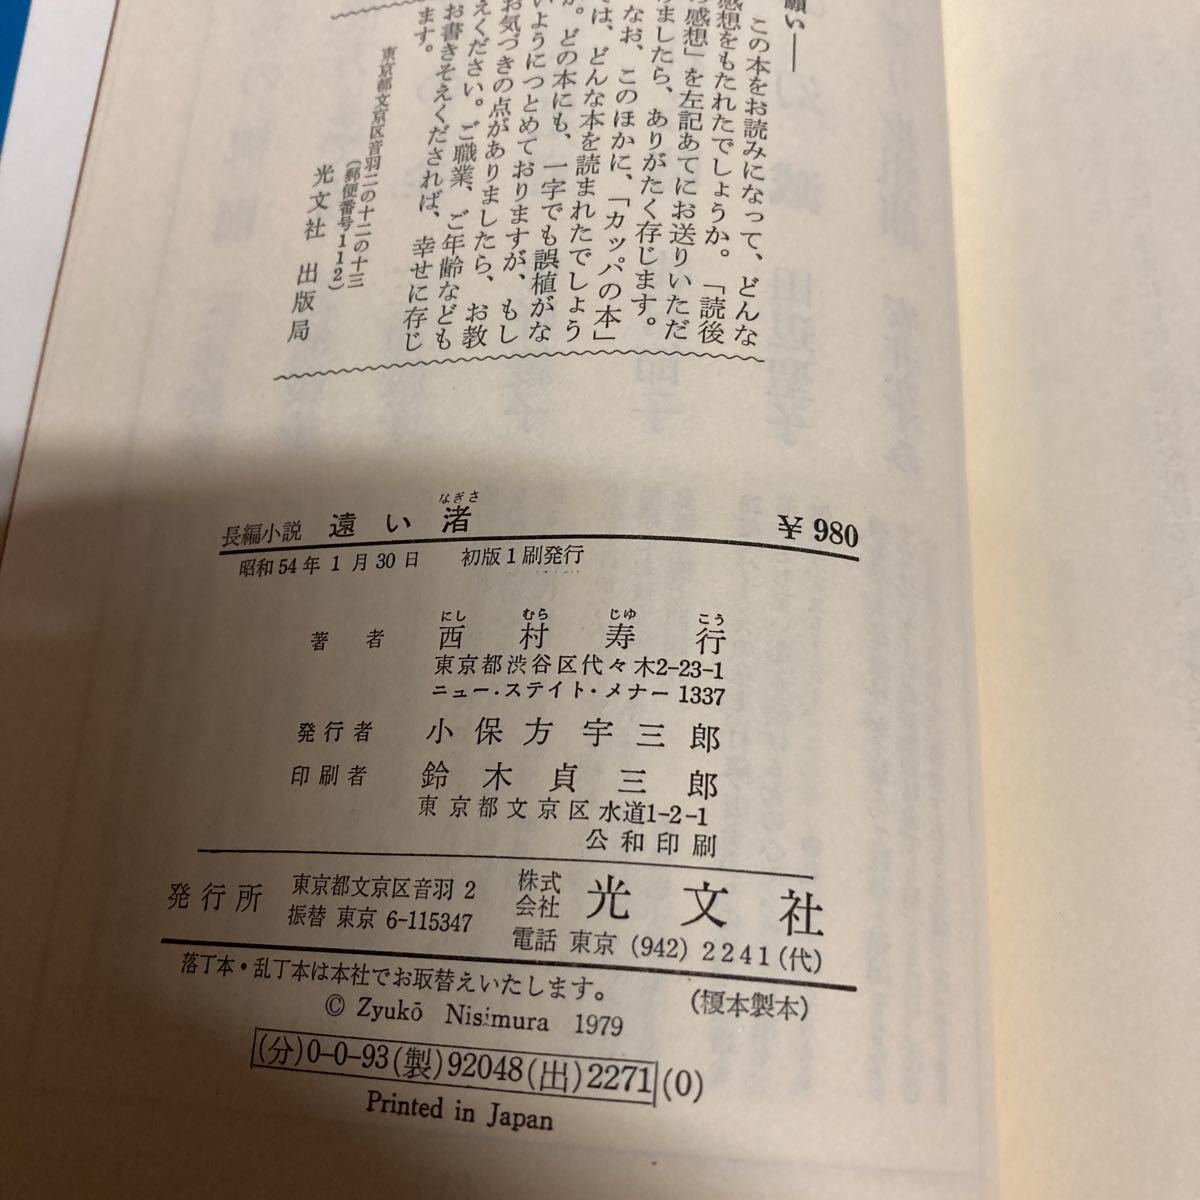 願い――
この本をお読みになって、どんな
感想をもたれたでしょうか。「読後
感想」を左記あてにお送りいただ
けましたら、ありがたく存じます。
なお、このほかに、「カッパの本」
では、どんな本を読まれたでしょう
か。どの本にも、一字でも誤植がな
いようにつとめておりますが、もし
お気づきの点がありましたら、お教
えください。ご職業、ご年齢なども
お書きそえくだされば、幸せに存じ
ます。
東京都文京区音羽二の十二の十三
(郵便番号112)
光文社 出版局
長編小説 遠い渚 ¥980
なぎさ
昭和54年1月30日 初版1刷発行
にし むら じゆ こう
著者 西村寿行
東京都渋谷区代々木2-23-1
ニュー・ステイト・メナー 1337
発行者 小保方宇三郎
印刷者 鈴木貞三郎
東京都文京区水道1-2-1
公和印刷
発行所 東京都文京区音羽2 株式会社 光文社
振替 東京 6-115347 電話 東京 (942) 2241(代)
落丁本・乱丁本は本社でお取替えいたします。 (榎本製本)
© Zyukō Nisimura 1979
(分)0-0-93(製)92048(出)2271(0)
Printed in Japan